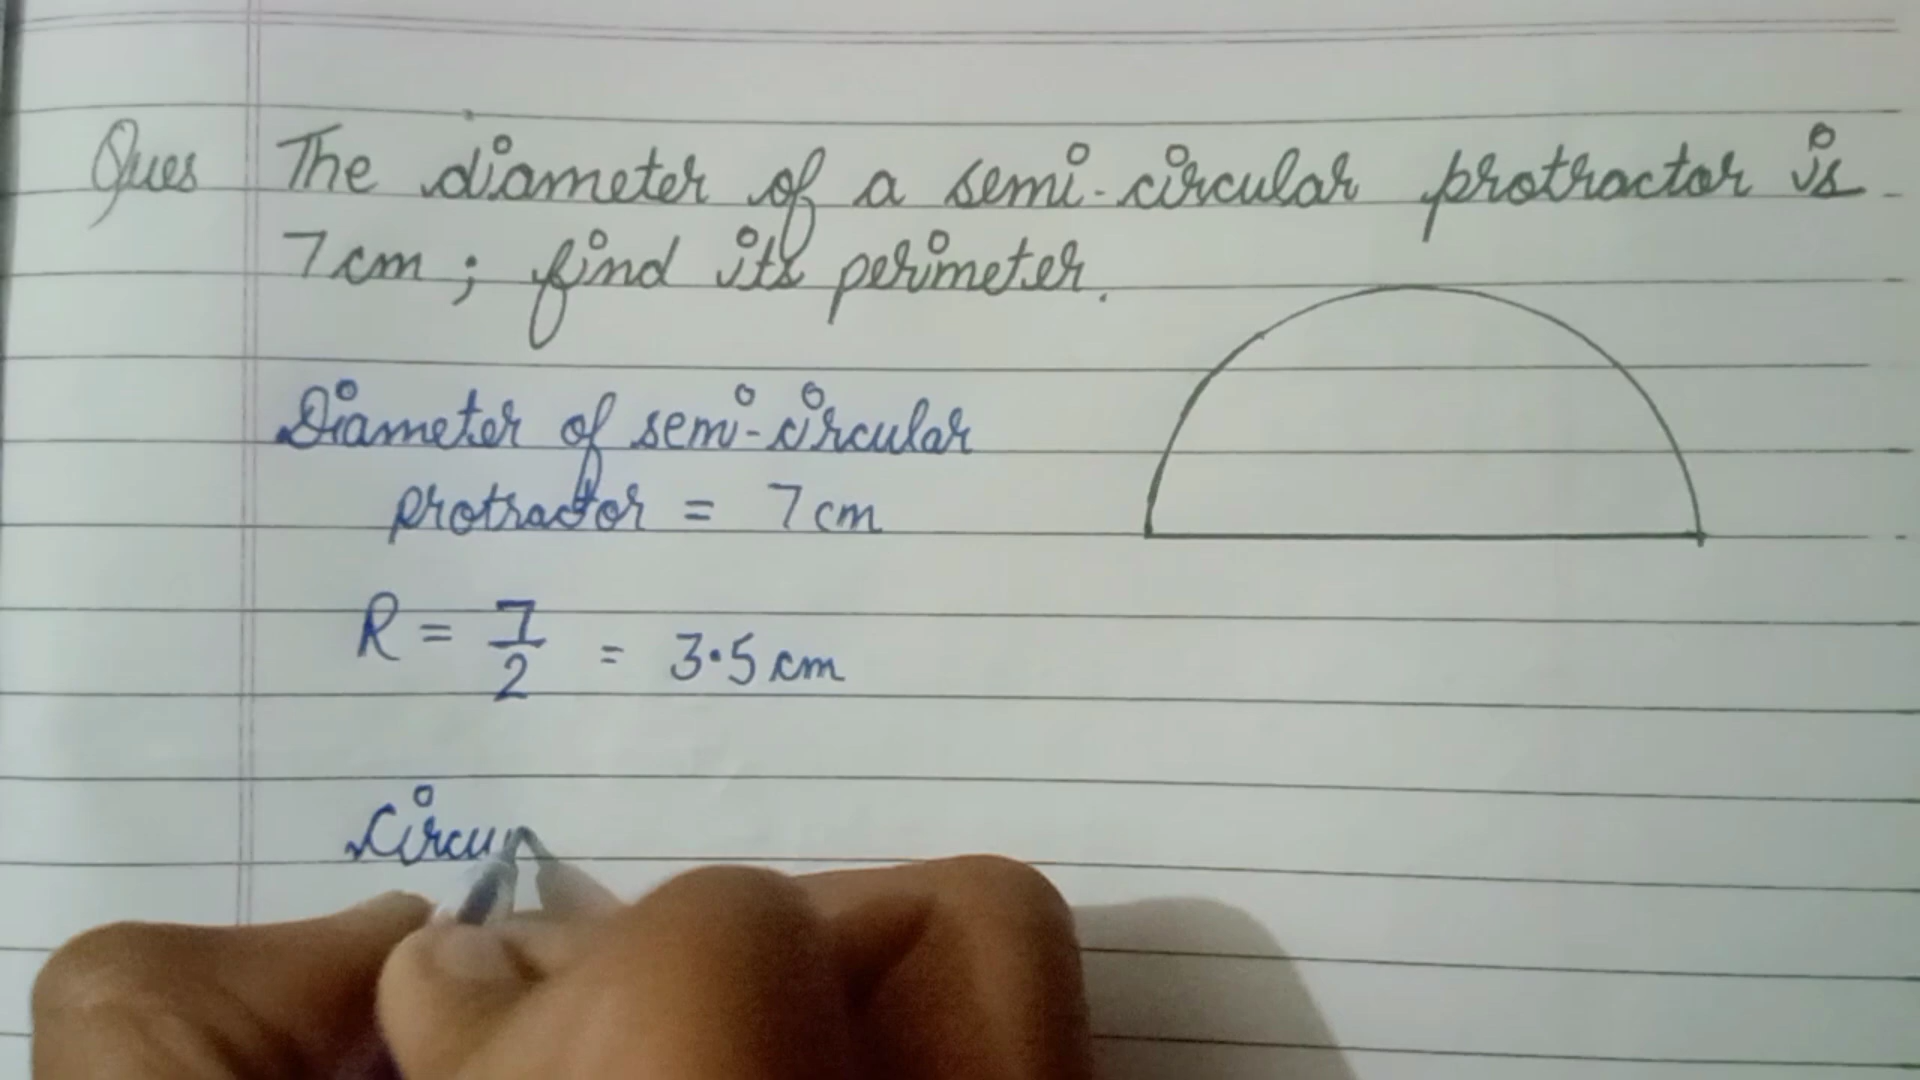 Ques The diameter of a semi-circular protractor is
7 cm ; find its perimeter.
Diameter of semi-circular
protractor = 7 cm
R = 7/2 = 3.5 cm
Circu